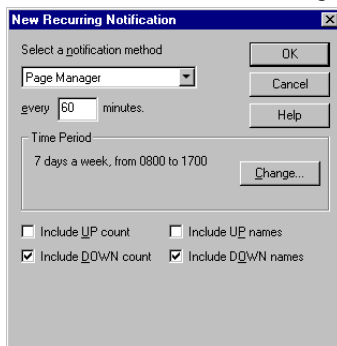 New Recurring Notification
Select a notification method
OK
Page Manager
Cancel
every 60 minutes.
Help
Time Period
7 days a week, from 0800 to 1700
Change...
Include UP count Include UP names
Include DOWN count Include DOWN names